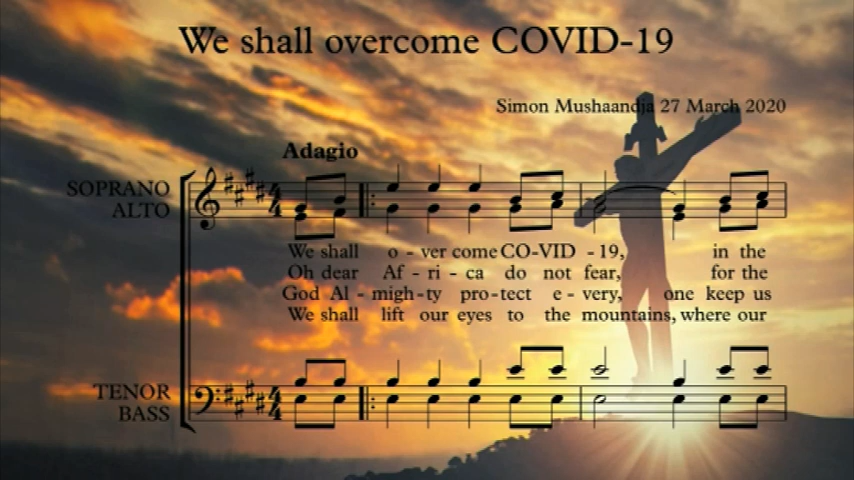 We shall overcome COVID-19
Simon Mushaandja 27 March 2020
Adagio
SOPRANO
ALTO
We shall o - ver come CO-VID - 19, in the
Oh dear Af - ri - ca do not fear, for the
God Al - migh-ty pro-tect e - very, one keep us
We shall lift our eyes to the mountains, where our
TENOR
BASS